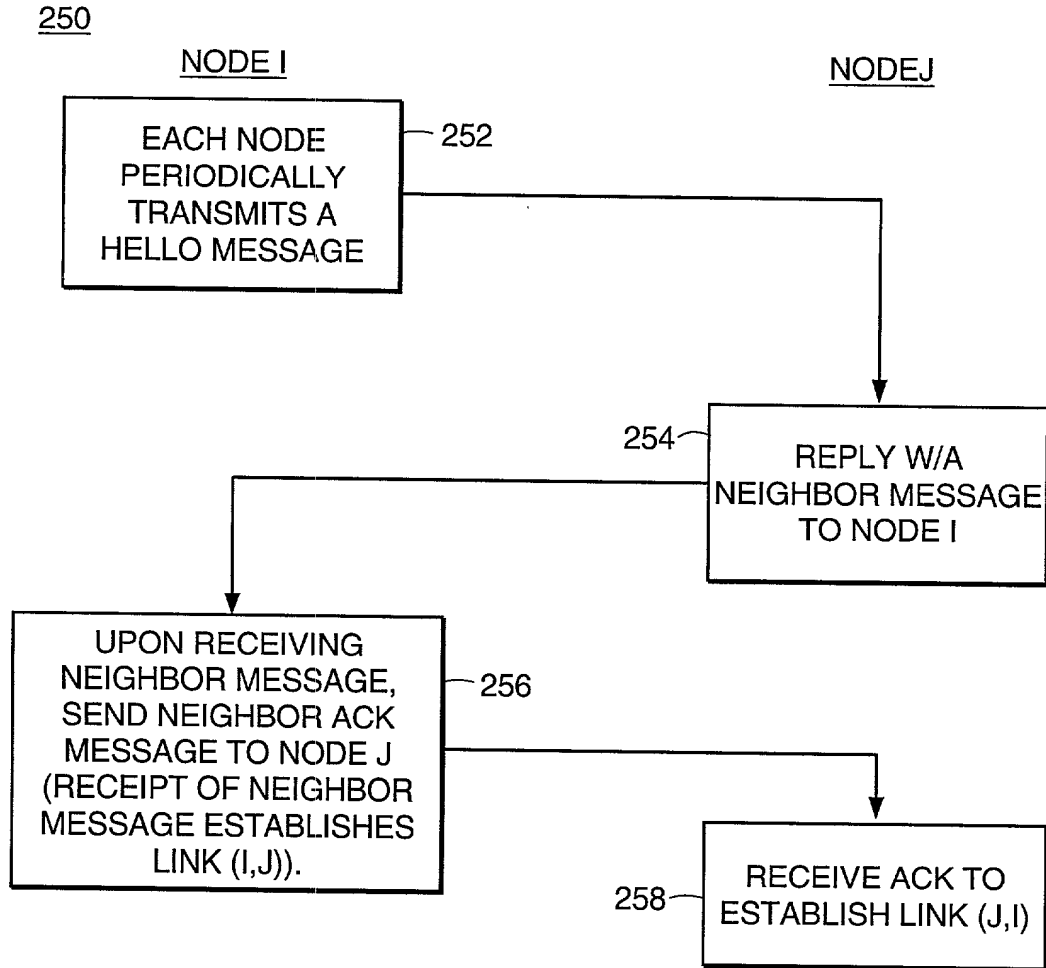 250
NODE I
NODEJ
EACH NODE
PERIODICALLY
TRANSMITS A
HELLO MESSAGE
252
254
REPLY W/A
NEIGHBOR MESSAGE
TO NODE I
UPON RECEIVING
NEIGHBOR MESSAGE,
SEND NEIGHBOR ACK
MESSAGE TO NODE J
(RECEIPT OF NEIGHBOR
MESSAGE ESTABLISHES
LINK (I,J)).
256
258
RECEIVE ACK TO
ESTABLISH LINK (J,I)